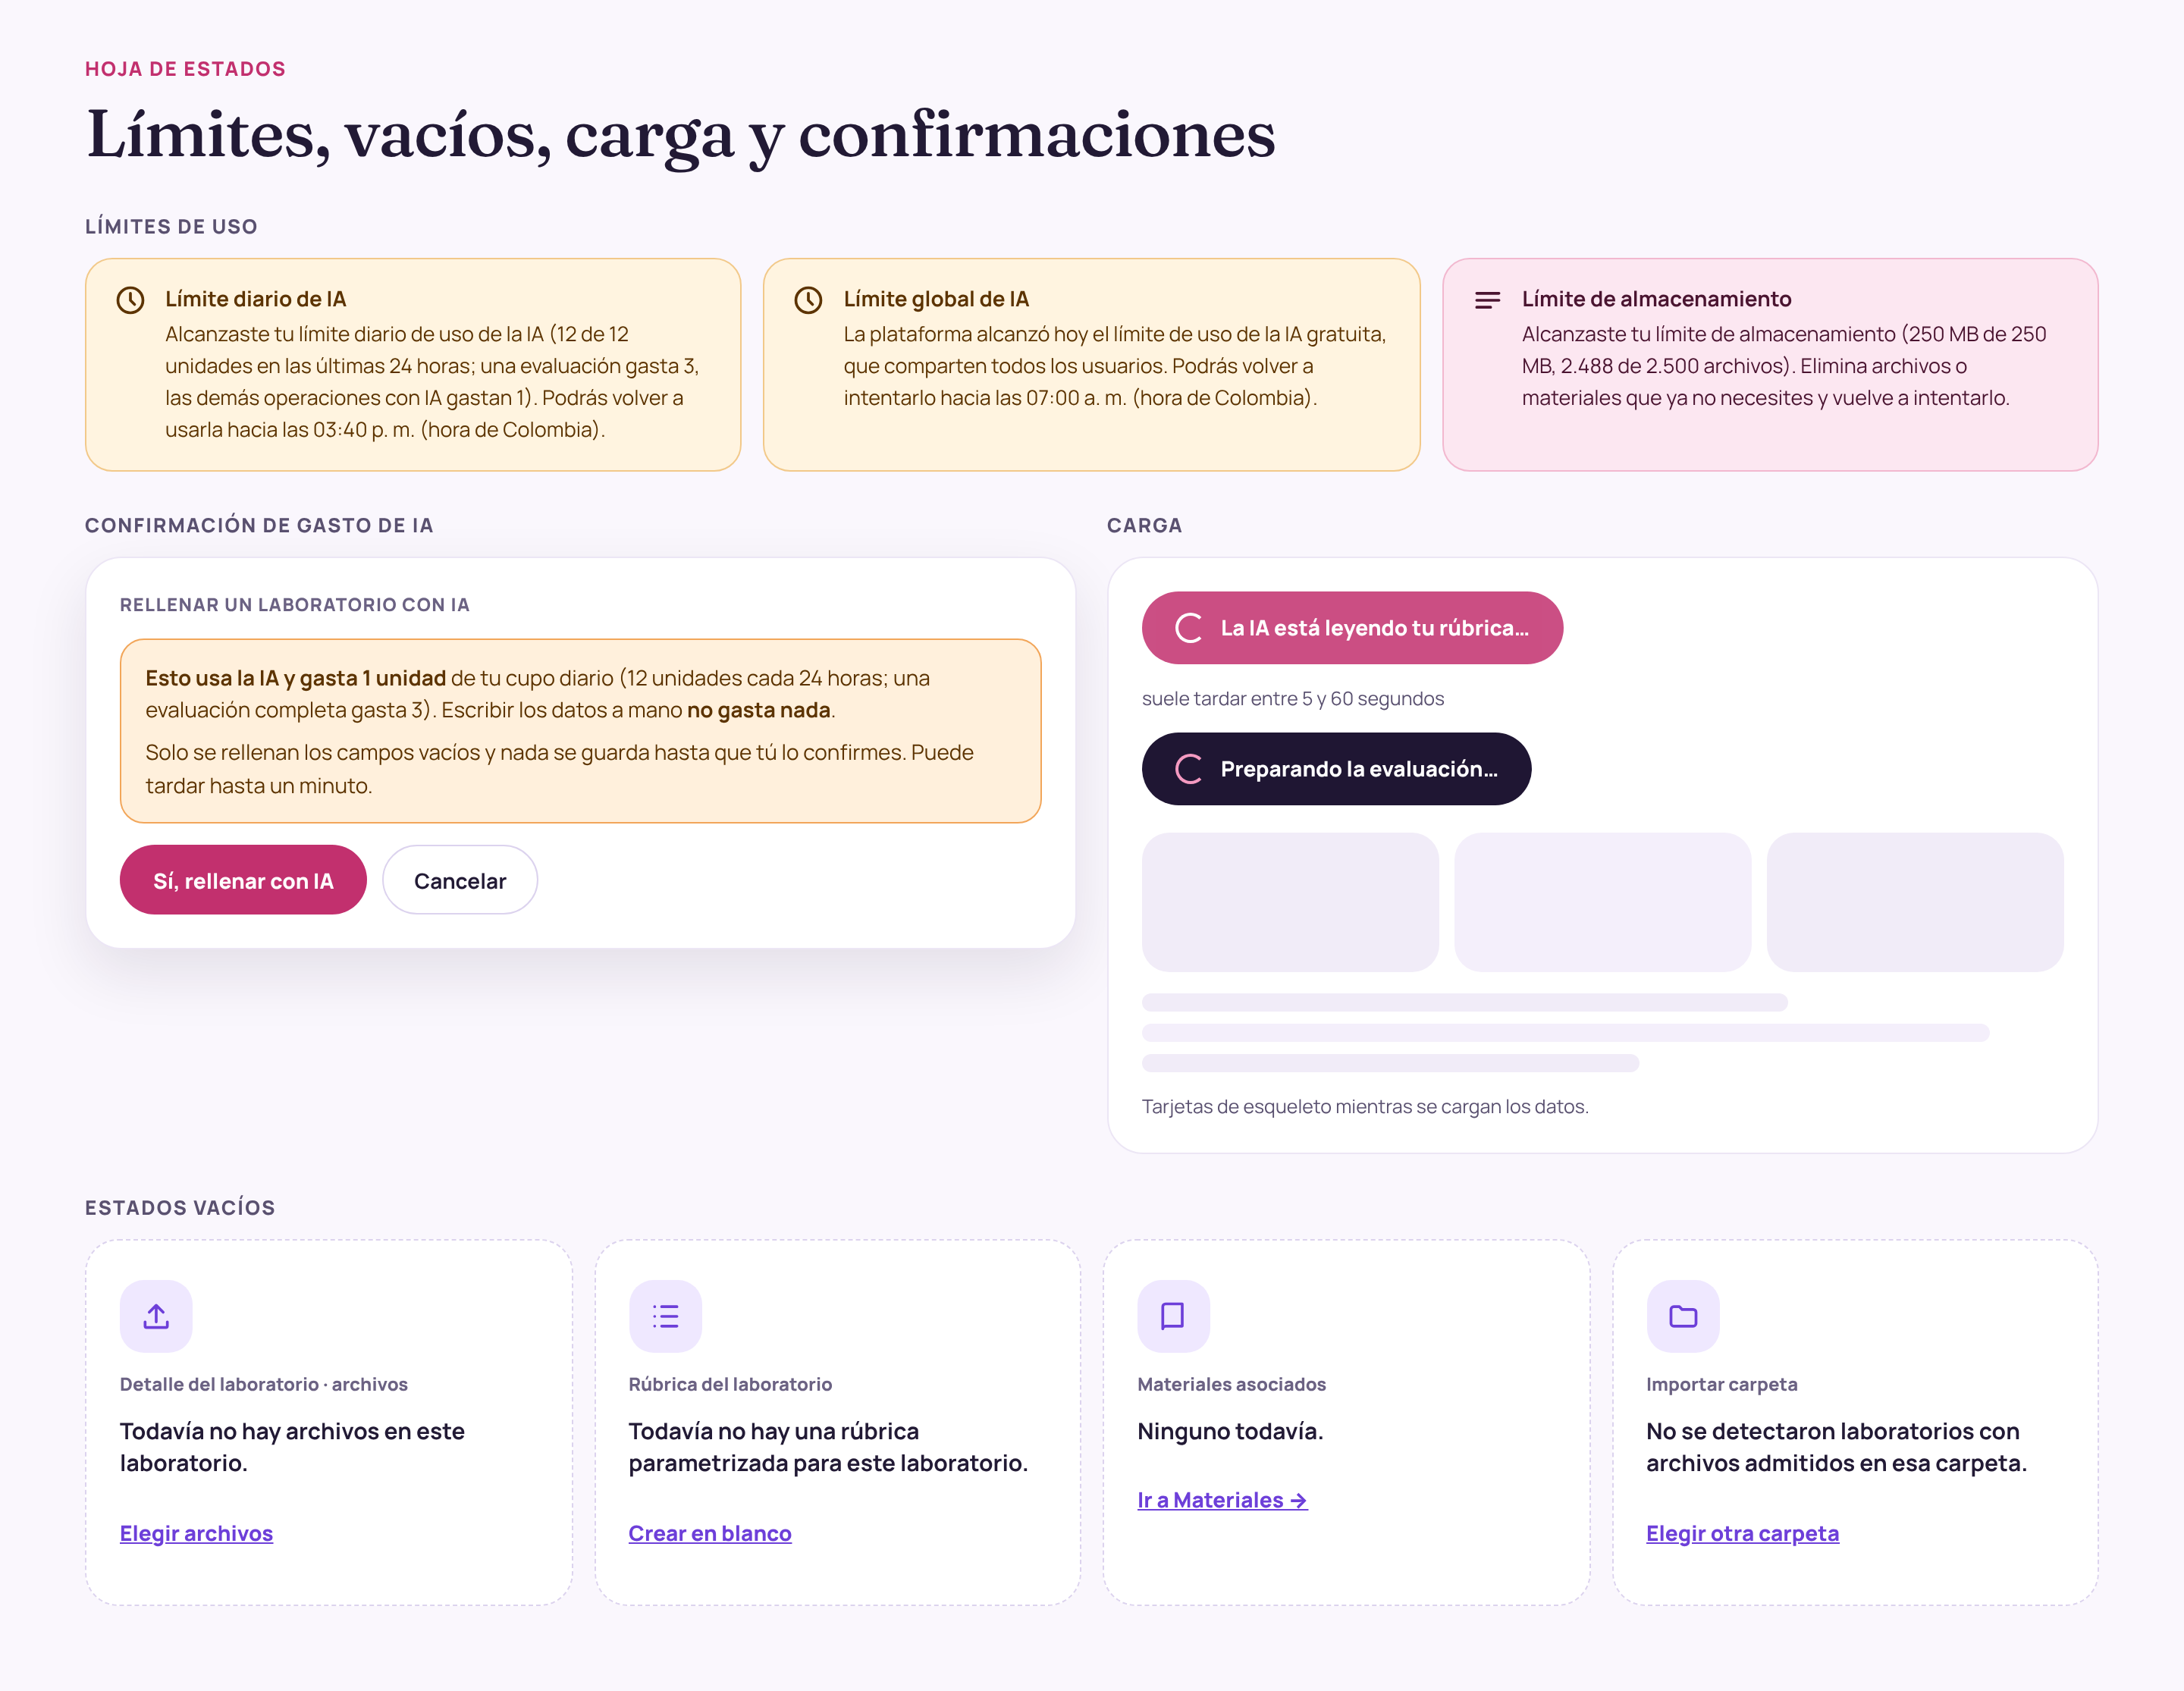 HOJA DE ESTADOS
Límites, vacíos, carga y confirmaciones
LÍMITES DE USO
Límite diario de IA
Alcanzaste tu límite diario de uso de la IA (12 de 12
unidades en las últimas 24 horas; una evaluación gasta 3,
las demás operaciones con IA gastan 1). Podrás volver a
usarla hacia las 03:40 p. m. (hora de Colombia).
Límite global de IA
La plataforma alcanzó hoy el límite de uso de la IA gratuita,
que comparten todos los usuarios. Podrás volver a
intentarlo hacia las 07:00 a. m. (hora de Colombia).
Límite de almacenamiento
Alcanzaste tu límite de almacenamiento (250 MB de 250
MB, 2.488 de 2.500 archivos). Elimina archivos o
materiales que ya no necesites y vuelve a intentarlo.
CONFIRMACIÓN DE GASTO DE IA
RELLENAR UN LABORATORIO CON IA
Esto usa la IA y gasta 1 unidad de tu cupo diario (12 unidades cada 24 horas; una
evaluación completa gasta 3). Escribir los datos a mano no gasta nada.
Solo se rellenan los campos vacíos y nada se guarda hasta que tú lo confirmes. Puede
tardar hasta un minuto.
Sí, rellenar con IA
Cancelar
CARGA
La IA está leyendo tu rúbrica…
suele tardar entre 5 y 60 segundos
Preparando la evaluación…
Tarjetas de esqueleto mientras se cargan los datos.
ESTADOS VACÍOS
Detalle del laboratorio · archivos
Todavía no hay archivos en este
laboratorio.
Elegir archivos
Rúbrica del laboratorio
Todavía no hay una rúbrica
parametrizada para este laboratorio.
Crear en blanco
Materiales asociados
Ninguno todavía.
Ir a Materiales →
Importar carpeta
No se detectaron laboratorios con
archivos admitidos en esa carpeta.
Elegir otra carpeta